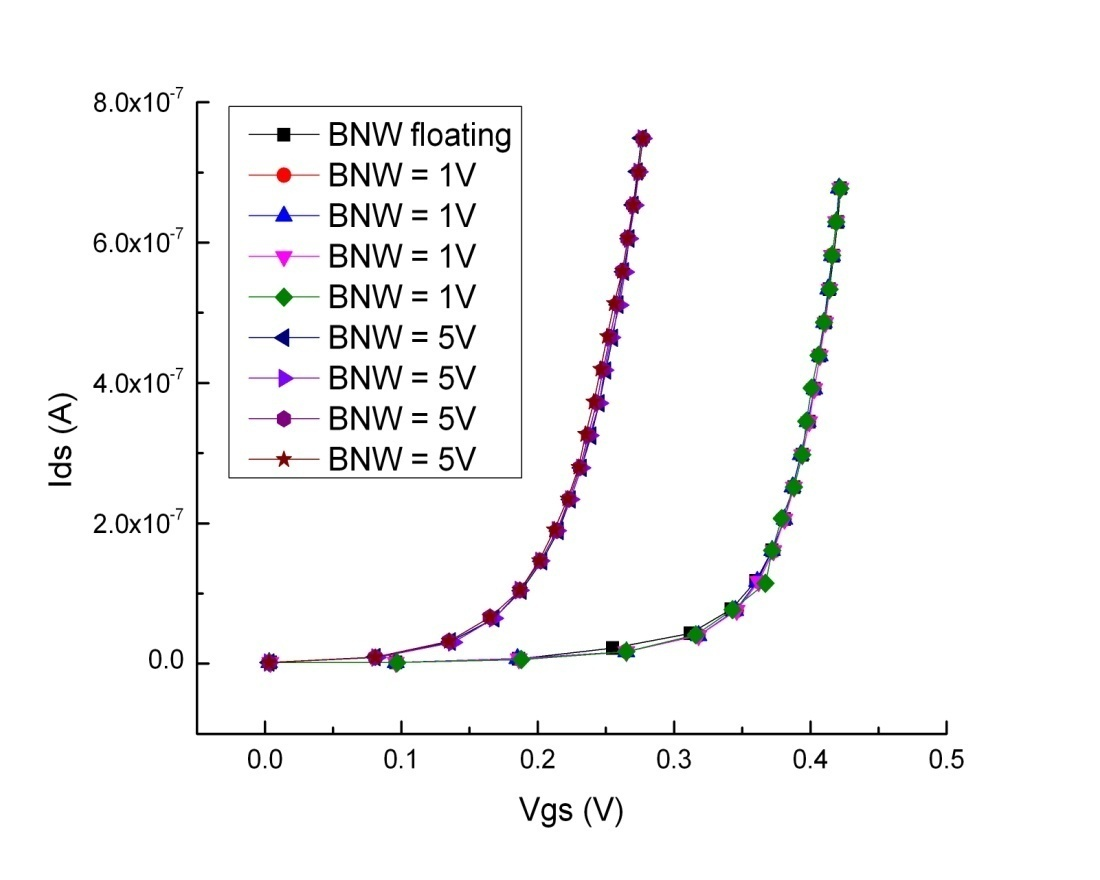 8.0x10-7
6.0x10-7
4.0x10-7
2.0x10-7
0.0
Ids (A)
BNW floating
BNW = 1V
BNW = 1V
BNW = 1V
BNW = 1V
BNW = 5V
BNW = 5V
BNW = 5V
BNW = 5V
0.0 0.1 0.2 0.3 0.4 0.5
Vgs (V)